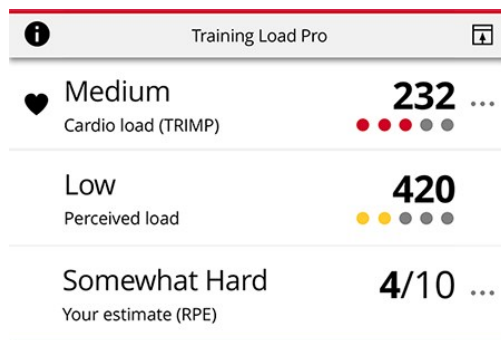 Training Load Pro
Medium
232
Cardio load (TRIMP)
Low
420
Perceived load
Somewhat Hard
4/10
Your estimate (RPE)